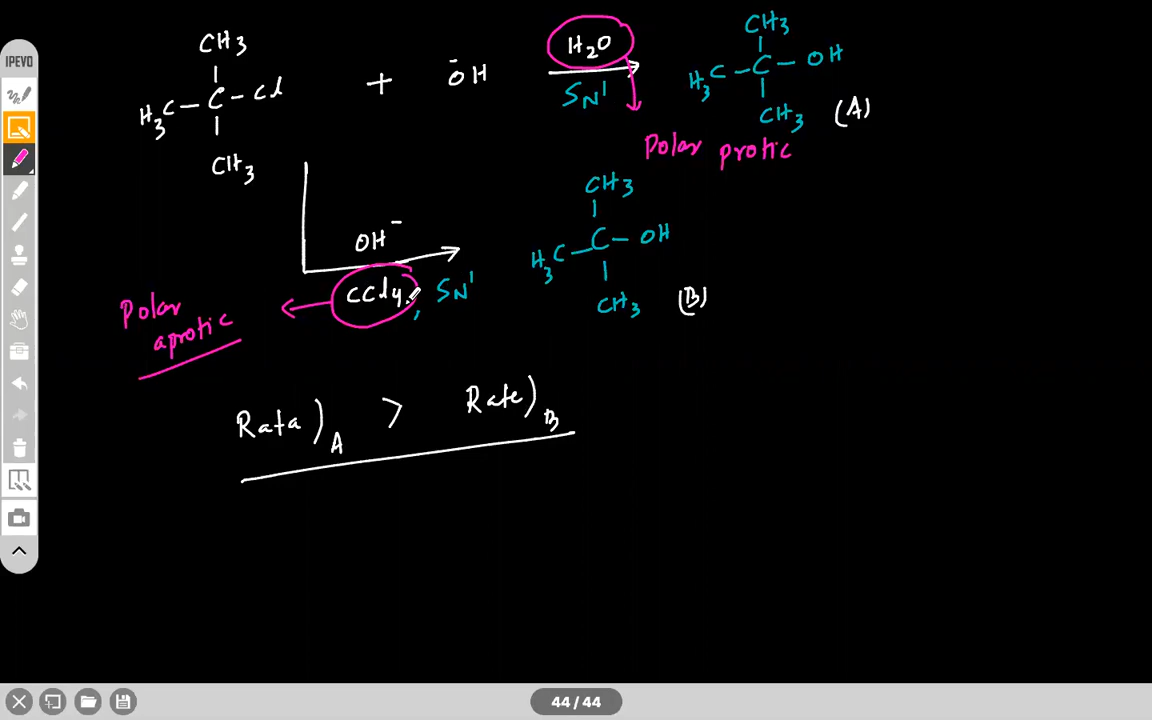 IPEVO
CH3
H3C - C - Cl + ŌH
CH3
H2O
SN1
CH3
H3C - C - OH
CH3 (A)
Polar protic
OH-
CCl4, SN1
Polar aprotic
CH3
H3C - C - OH
CH3 (B)
Rata)A > Rate)B
44 / 44